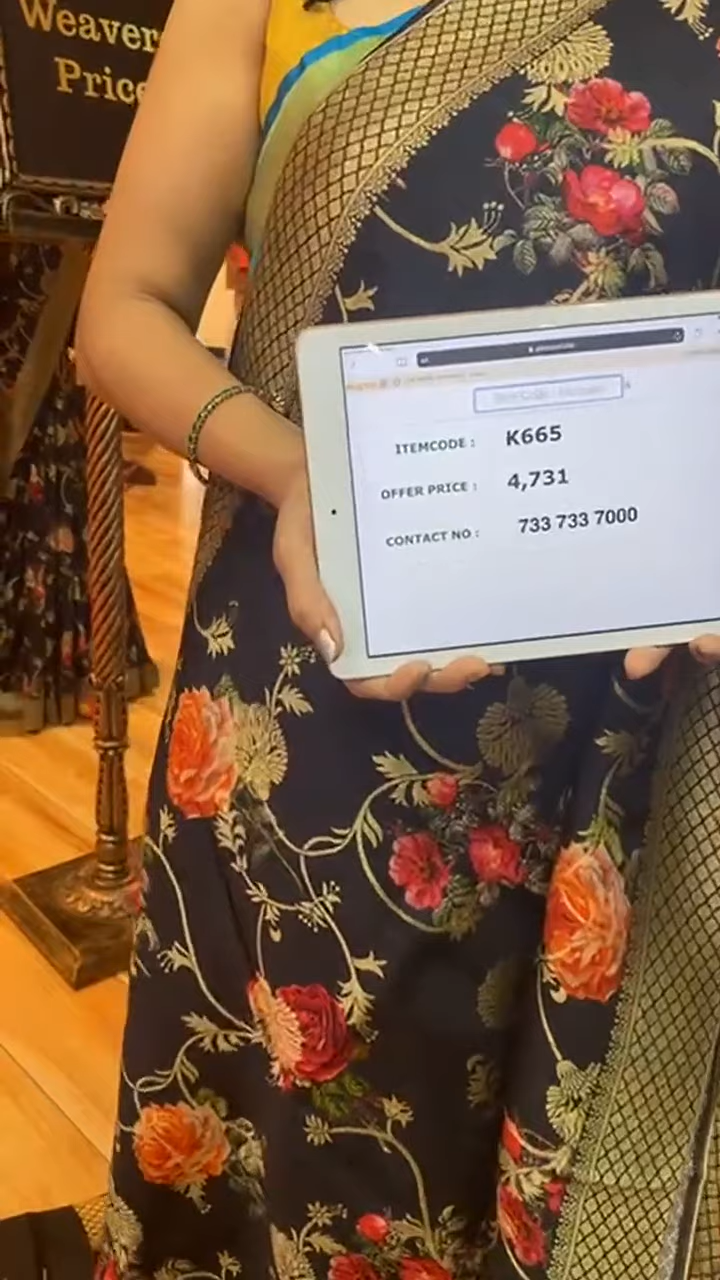 Weaver
Price
ITEMCODE : K665
OFFER PRICE : 4,731
CONTACT NO : 733 733 7000